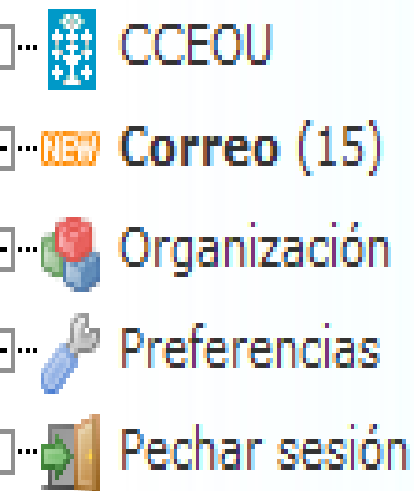 CCEOU
NEW Correo (15)
Organización
Preferencias
Pechar sesión